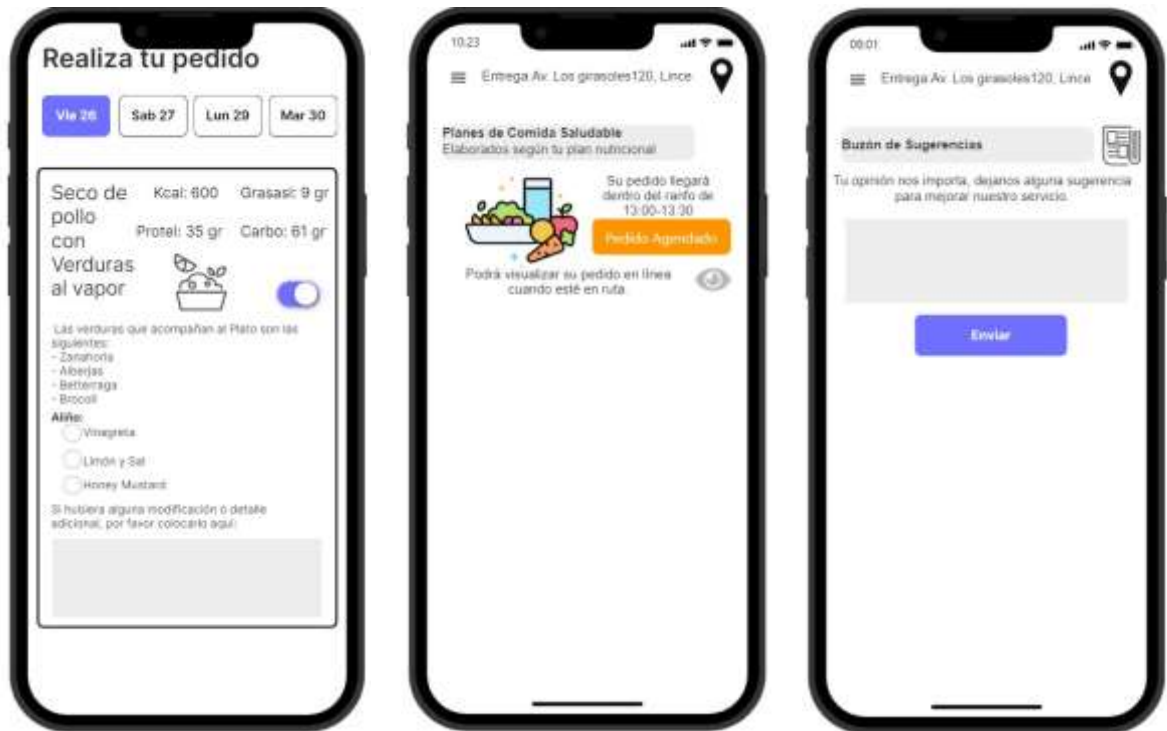 Realiza tu pedido
Vie 26
Sab 27
Lun 29
Mar 30
Seco de
pollo
con
Verduras
al vapor
Kcal: 600
Grasasi: 9 gr
Protei: 35 gr
Carbo: 61 gr
Las verduras que acompañan al Plato son las
siguientes:
- Zanahoria
- Alberjas
- Betterraga
- Brocoli
Aliño:
Vinagreta
Limón y Sal
Honey Mustard
Si hubiera alguna modificación ó detalle
adicional, por favor colocarlo aquí:
10:23
Entrega Av. Los girasoles120, Lince
Planes de Comida Saludable
Elaborados según tu plan nutricional
Su pedido llegará
dentro del ranfo de
13:00-13:30
Pedido Agendado
Podrá visualizar su pedido en línea
cuando esté en ruta
09:01
Entrega Av. Los girasoles120, Lince
Buzón de Sugerencias
Tu opinión nos importa, dejanos alguna sugerencia
para mejorar nuestro servicio.
Enviar